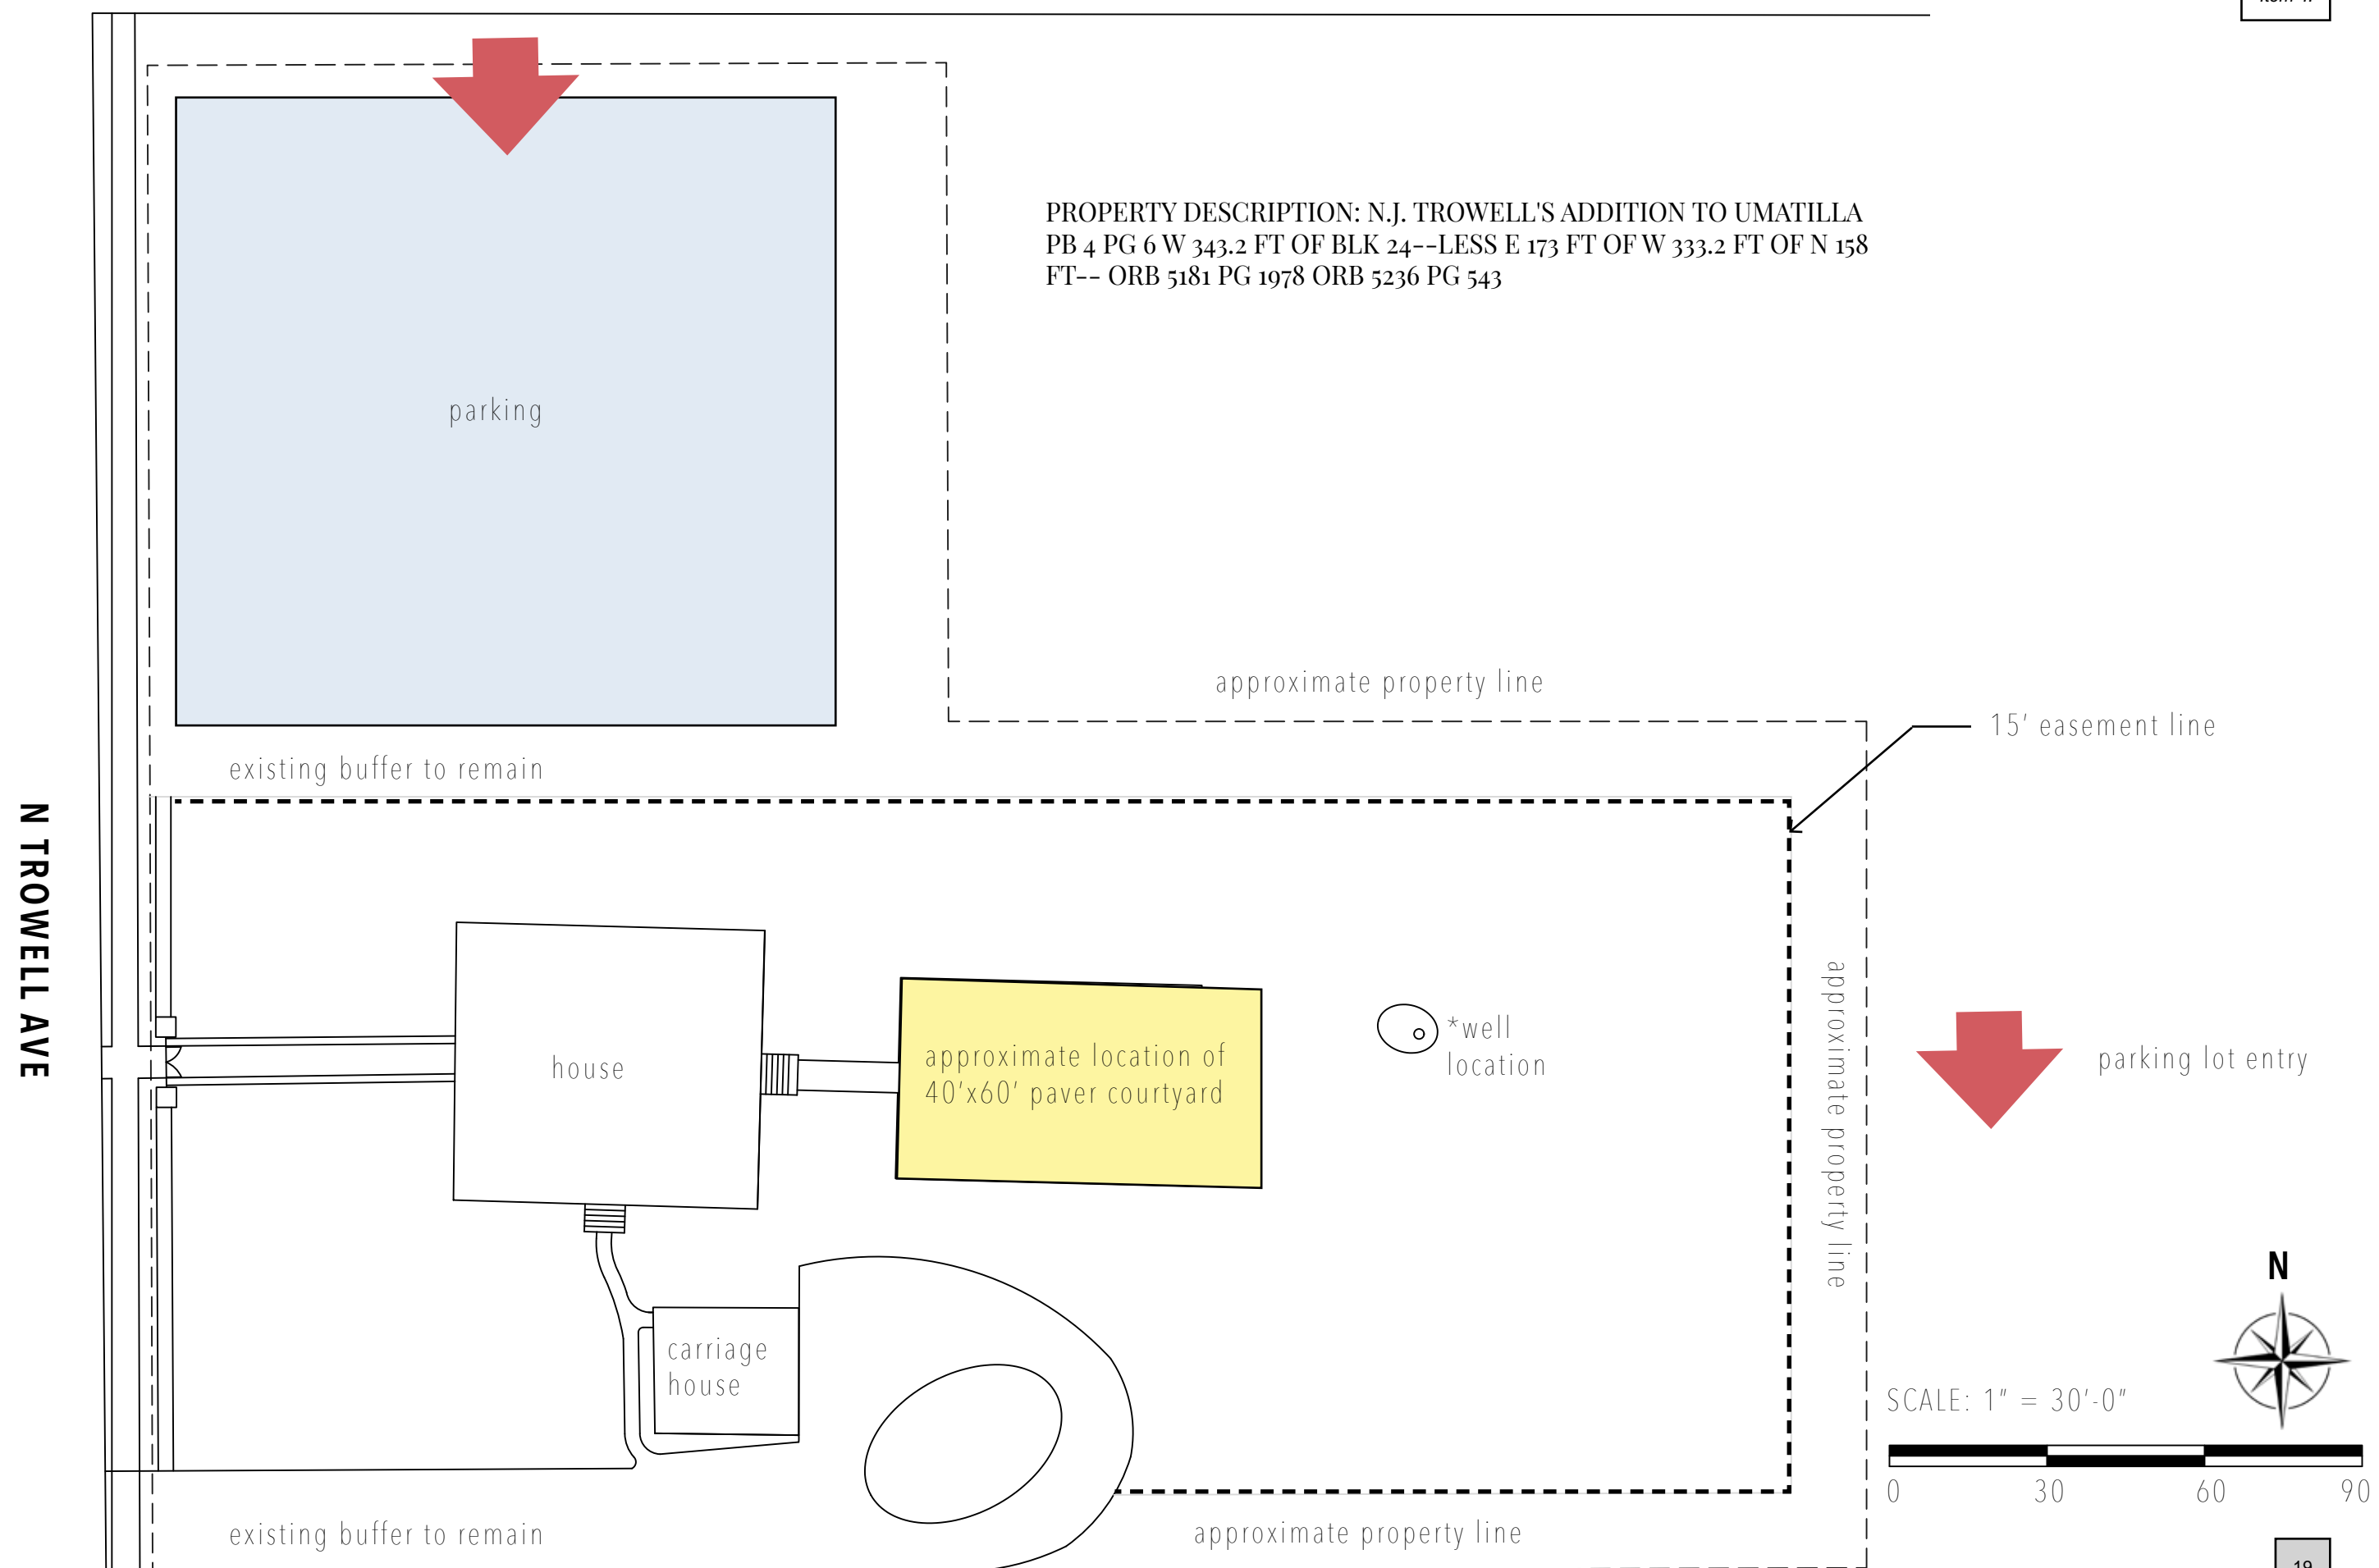 parking
PROPERTY DESCRIPTION: N.J. TROWELL'S ADDITION TO UMATILLA
PB 4 PG 6 W 343.2 FT OF BLK 24--LESS E 173 FT OF W 333.2 FT OF N 158
FT-- ORB 5181 PG 1978 ORB 5236 PG 543
approximate property line
15' easement line
existing buffer to remain
N TROWELL AVE
house
approximate location of
40'x60' paver courtyard
*well
location
approximate property line
parking lot entry
carriage
house
N
SCALE: 1" = 30'-0"
0 30 60 90
existing buffer to remain
approximate property line
19